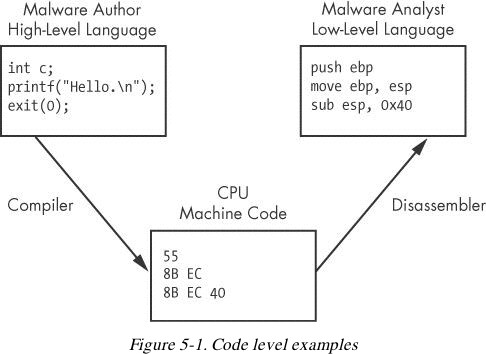 Malware Author
High-Level Language
int c;
printf("Hello.\n");
exit(0);
Malware Analyst
Low-Level Language
push ebp
move ebp, esp
sub esp, 0x40
Compiler
CPU
Machine Code
Disassembler
55
8B EC
8B EC 40
Figure 5-1. Code level examples